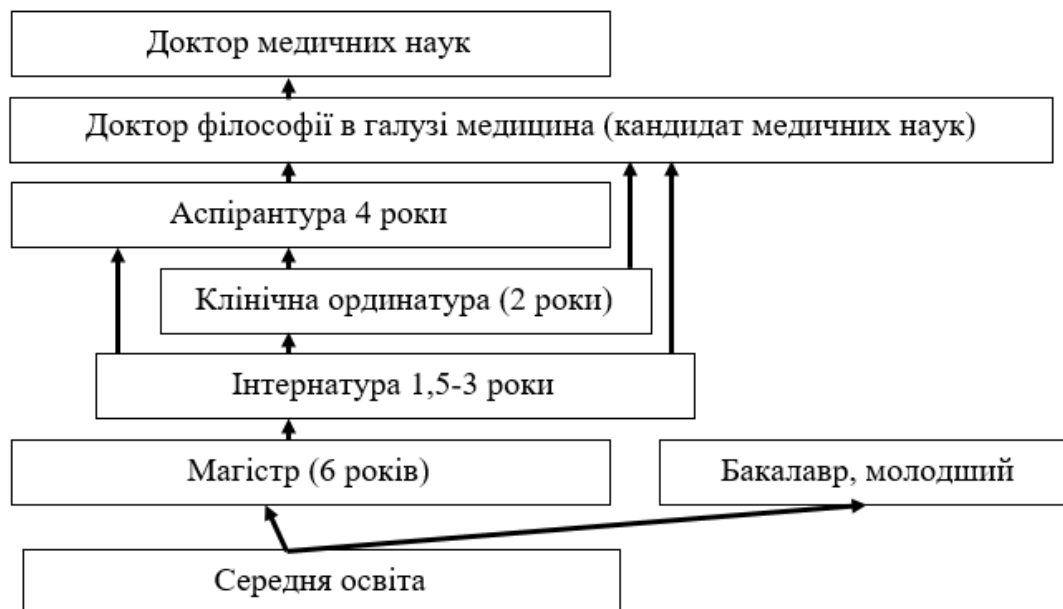 Доктор медичних наук
Доктор філософії в галузі медицина (кандидат медичних наук)
Аспірантура 4 роки
Клінічна ординатура (2 роки)
Інтернатура 1,5-3 роки
Магістр (6 років)
Бакалавр, молодший
Середня освіта